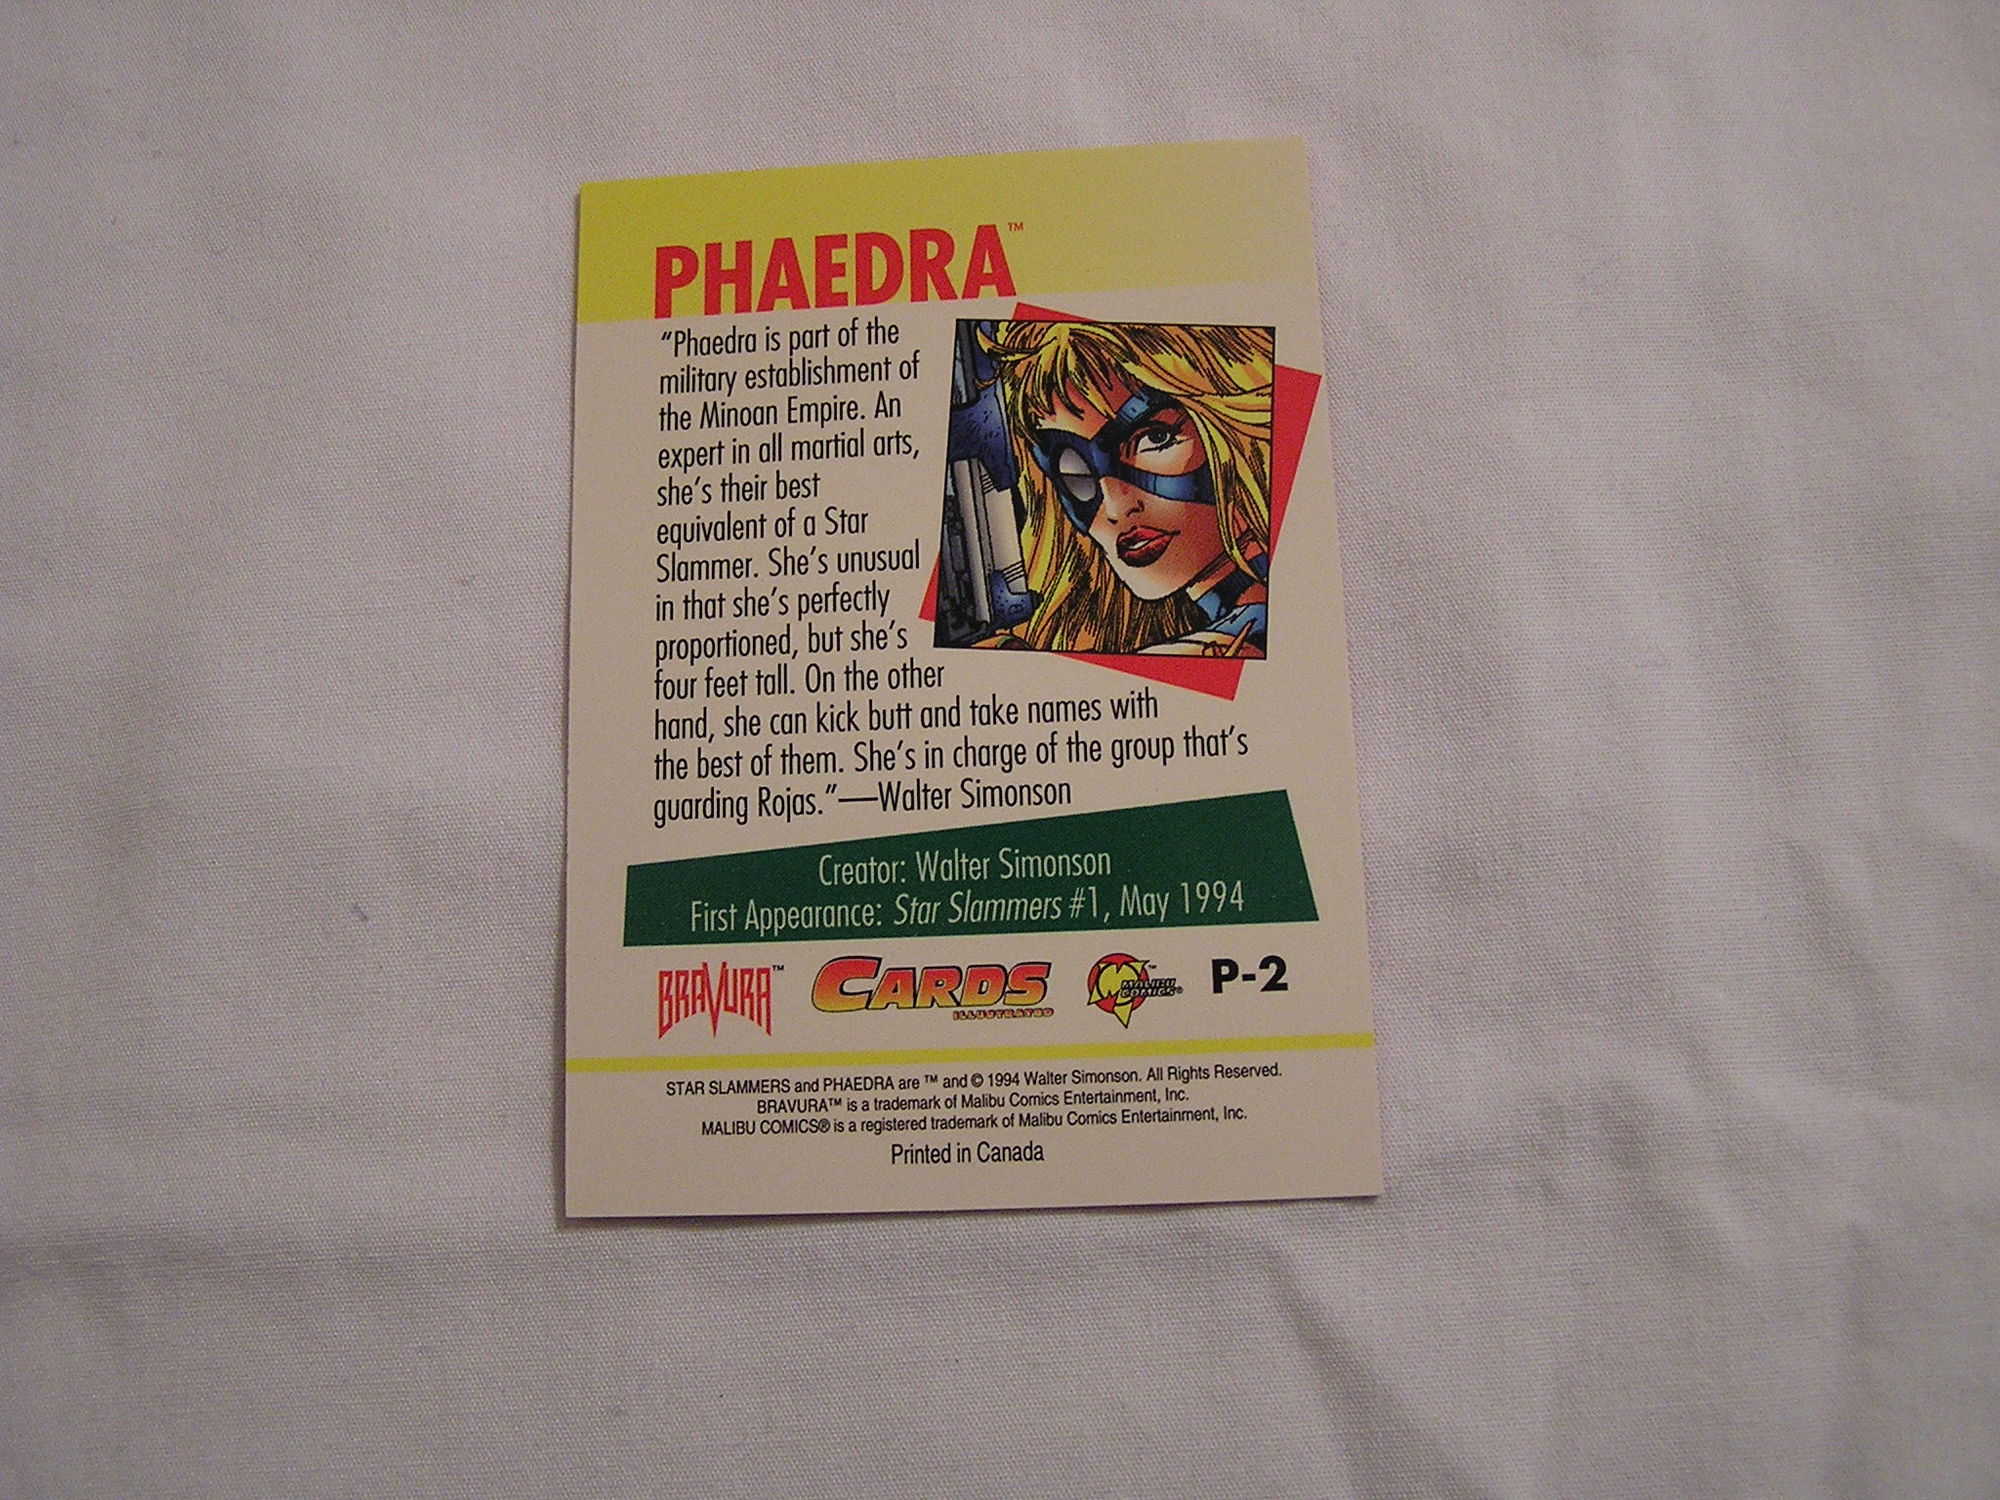 PHAEDRA™
“Phaedra is part of the
military establishment of
the Minoan Empire. An
expert in all martial arts,
she’s their best
equivalent of a Star
Slammer. She’s unusual
in that she’s perfectly
proportioned, but she’s
four feet tall. On the other
hand, she can kick butt and take names with
the best of them. She’s in charge of the group that’s
guarding Rojas.”—Walter Simonson
Creator: Walter Simonson
First Appearance: Star Slammers #1, May 1994
BRAVURA™
CARDS
ILLUSTRATED
M
™
MALIBU
COMICS®
P-2
STAR SLAMMERS and PHAEDRA are ™ and © 1994 Walter Simonson. All Rights Reserved.
BRAVURA™ is a trademark of Malibu Comics Entertainment, Inc.
MALIBU COMICS® is a registered trademark of Malibu Comics Entertainment, Inc.
Printed in Canada